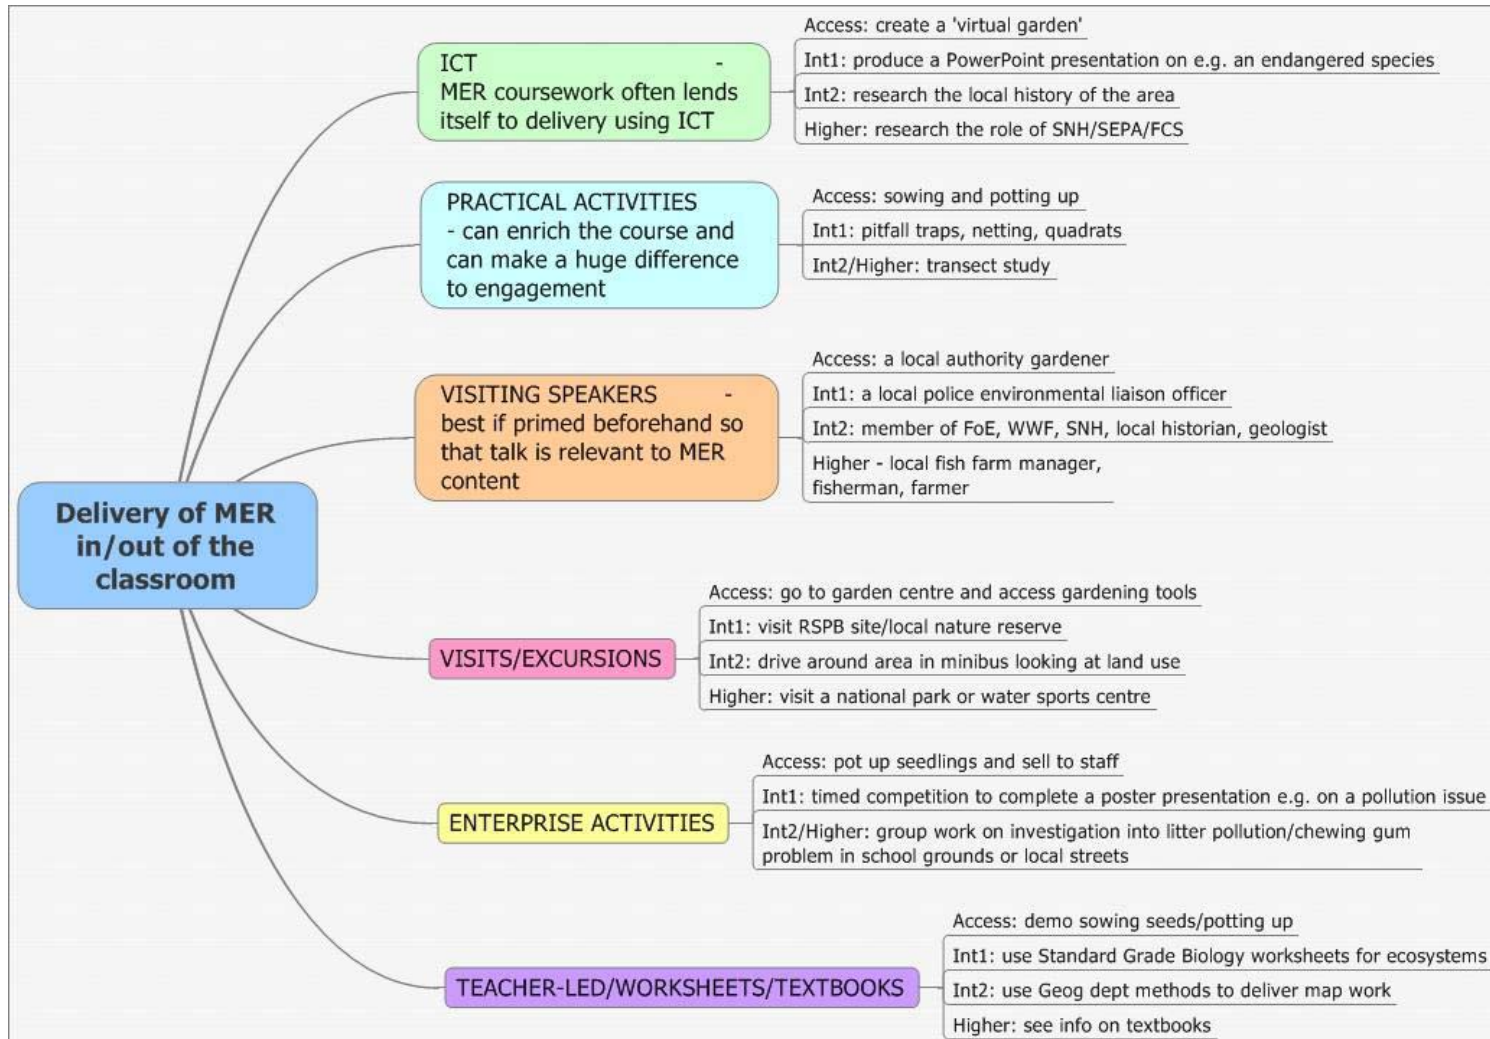 Delivery of MER
in/out of the
classroom
ICT -
MER coursework often lends
itself to delivery using ICT
Access: create a 'virtual garden'
Int1: produce a PowerPoint presentation on e.g. an endangered species
Int2: research the local history of the area
Higher: research the role of SNH/SEPA/FCS
PRACTICAL ACTIVITIES
- can enrich the course and
can make a huge difference
to engagement
Access: sowing and potting up
Int1: pitfall traps, netting, quadrats
Int2/Higher: transect study
VISITING SPEAKERS -
best if primed beforehand so
that talk is relevant to MER
content
Access: a local authority gardener
Int1: a local police environmental liaison officer
Int2: member of FoE, WWF, SNH, local historian, geologist
Higher - local fish farm manager,
fisherman, farmer
VISITS/EXCURSIONS
Access: go to garden centre and access gardening tools
Int1: visit RSPB site/local nature reserve
Int2: drive around area in minibus looking at land use
Higher: visit a national park or water sports centre
ENTERPRISE ACTIVITIES
Access: pot up seedlings and sell to staff
Int1: timed competition to complete a poster presentation e.g. on a pollution issue
Int2/Higher: group work on investigation into litter pollution/chewing gum
problem in school grounds or local streets
TEACHER-LED/WORKSHEETS/TEXTBOOKS
Access: demo sowing seeds/potting up
Int1: use Standard Grade Biology worksheets for ecosystems
Int2: use Geog dept methods to deliver map work
Higher: see info on textbooks